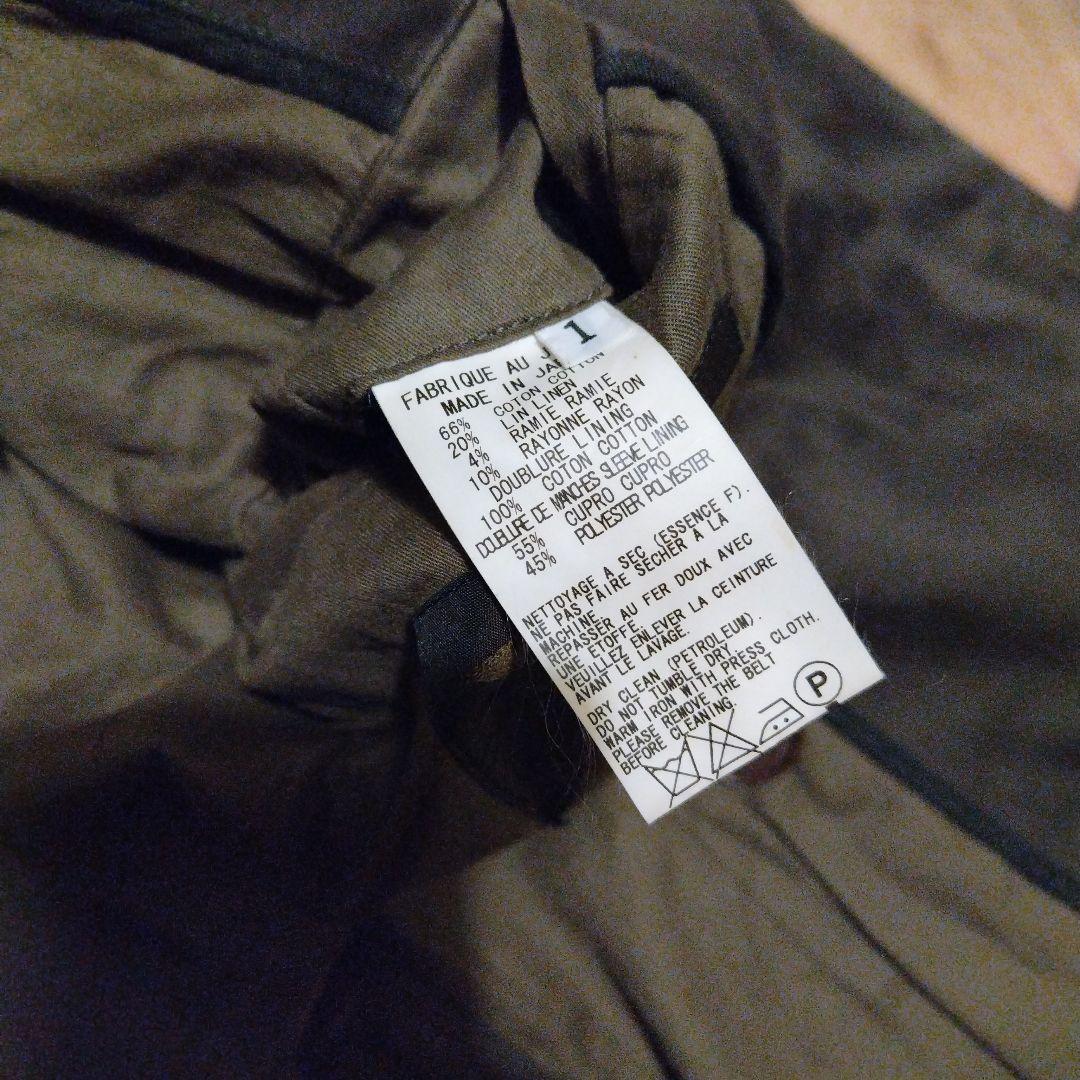 1
FABRIQUE AU J
MADE IN JAP
66% COTON COTTON
20% LIN LINEN
4% RAMIE RAMIE
10% RAYONNE RAYON
DOUBLURE LINING
100% COTON COTTON
DOUBLURE DE MANCHES SLEEVE LINING
55% CUPRO CUPRO
45% POLYESTER POLYESTER
NETTOYAGE A SEC (ESSENCE F).
NE PAS FAIRE SÉCHER À LA
MACHINE.
REPASSER AU FER DOUX AVEC
UNE ETOFFE.
VEUILLEZ ENLEVER LA CEINTURE
AVANT LE LAVAGE.
DRY CLEAN (PETROLEUM).
DO NOT TUMBLE DRY.
WARM IRON WITH PRESS CLOTH.
PLEASE REMOVE THE BELT
BEFORE CLEANING.
P